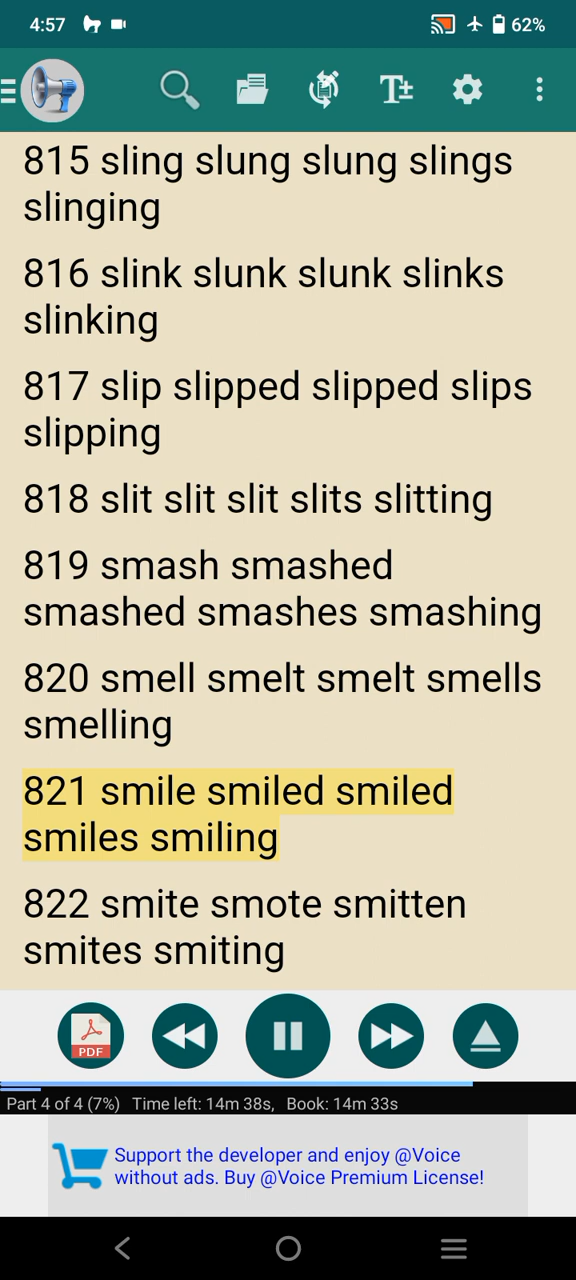 4:57
62%
T±
815 sling slung slung slings
slinging
816 slink slunk slunk slinks
slinking
817 slip slipped slipped slips
slipping
818 slit slit slit slits slitting
819 smash smashed
smashed smashes smashing
820 smell smelt smelt smells
smelling
821 smile smiled smiled
smiles smiling
822 smite smote smitten
smites smiting
PDF
Part 4 of 4 (7%) Time left: 14m 38s, Book: 14m 33s
Support the developer and enjoy @Voice
without ads. Buy @Voice Premium License!